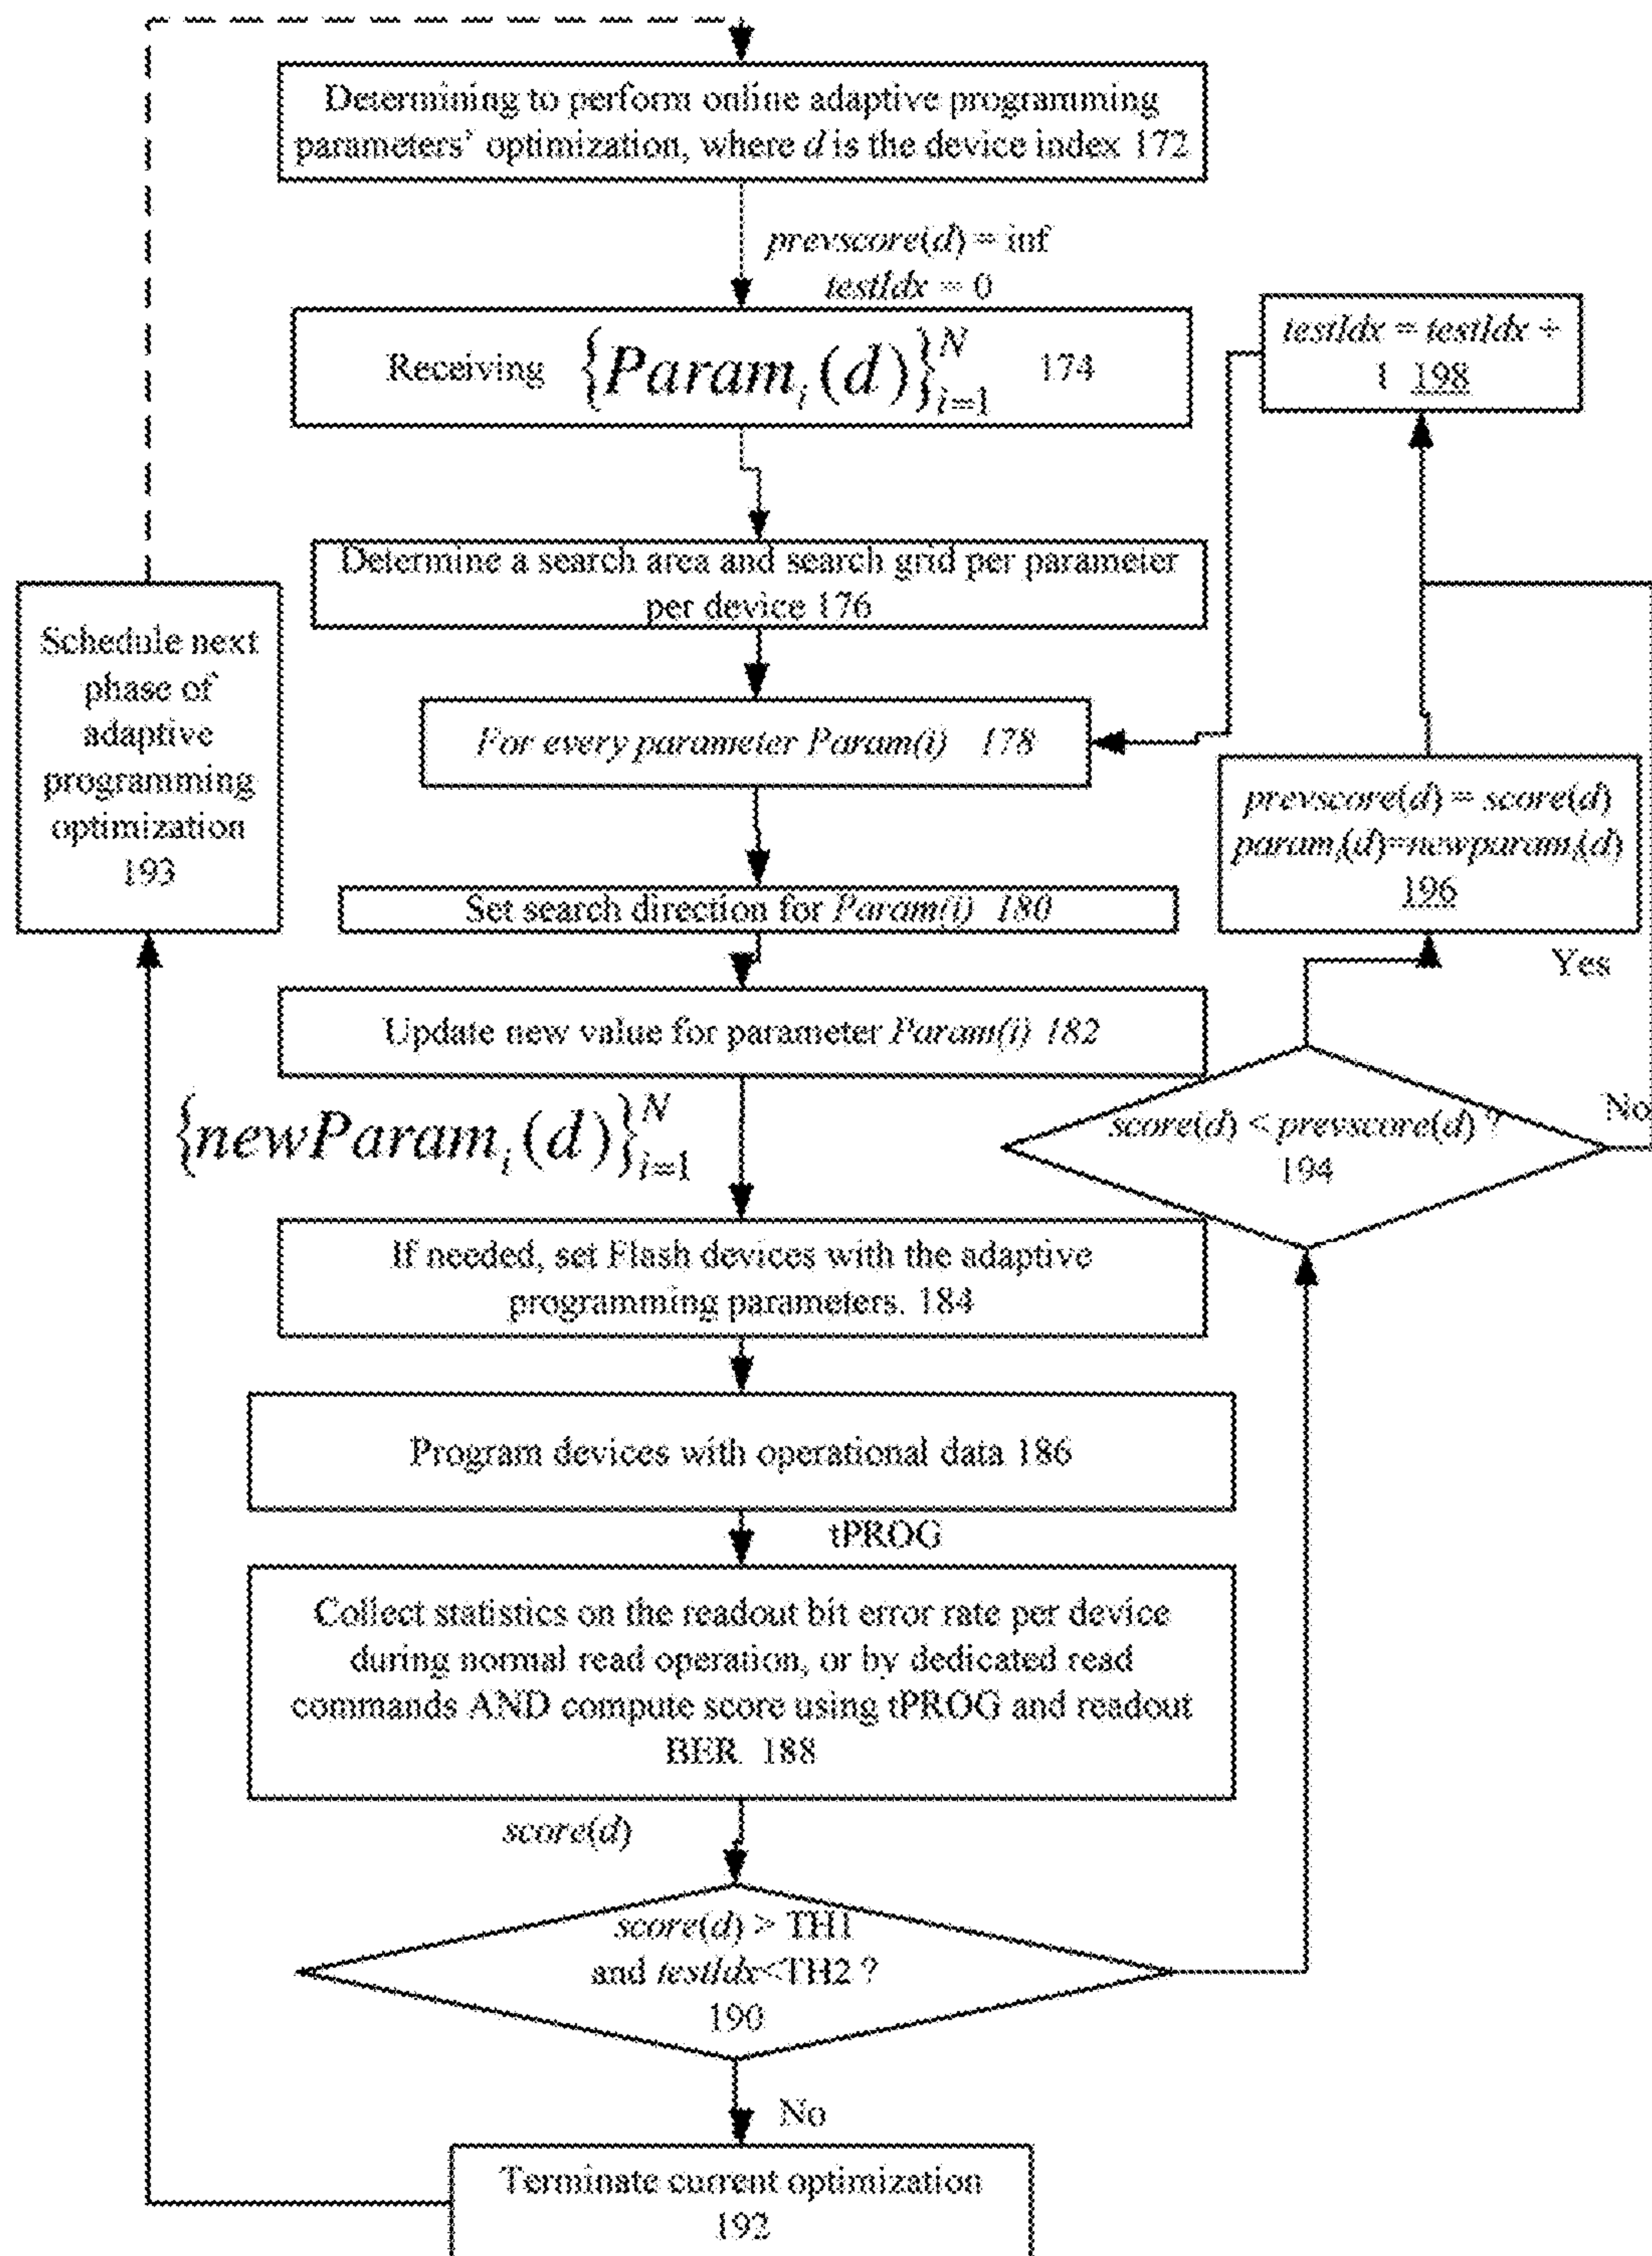 Determining to perform online adaptive programming
parameters' optimization, where d is the device index 172
prevscore(d) = inf
testIdx = 0
Receiving {Param_i(d)}_{i=1}^N 174
testIdx = testIdx +
1 198
Determine a search area and search grid per parameter
per device 176
Schedule next
phase of
adaptive
programming
optimization
193
For every parameter Param(i) 178
prevscore(d) = score(d)
param_i(d)=newparam_i(d)
196
Set search direction for Param(i) 180
Yes
Update new value for parameter Param(i) 182
{newParam_i(d)}_{i=1}^N
score(d) < prevscore(d) ?
194
No
If needed, set Flash devices with the adaptive
programming parameters. 184
Program devices with operational data 186
tPROG
Collect statistics on the readout bit error rate per device
during normal read operation, or by dedicated read
commands AND compute score using tPROG and readout
BER. 188
score(d)
score(d) > TH1
and testIdx<TH2 ?
190
No
Terminate current optimization
192